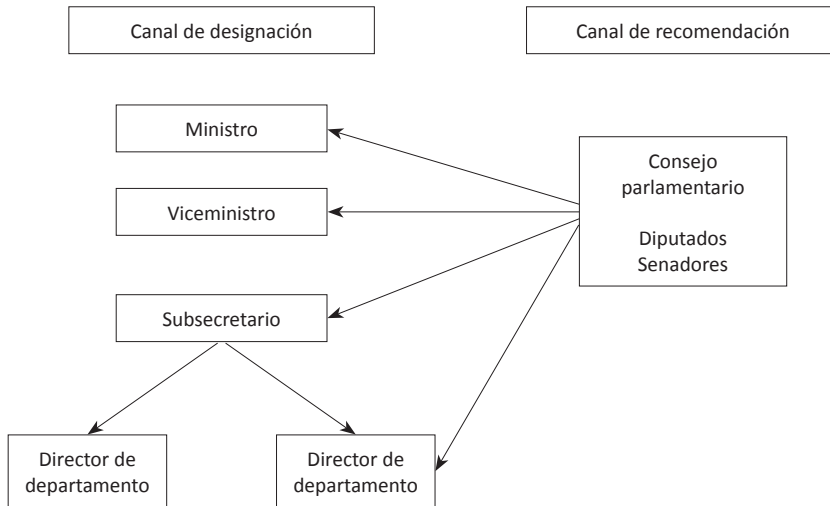 Canal de designación
Canal de recomendación
Ministro
Consejo
parlamentario
Diputados
Senadores
Viceministro
Subsecretario
Director de
departamento
Director de
departamento